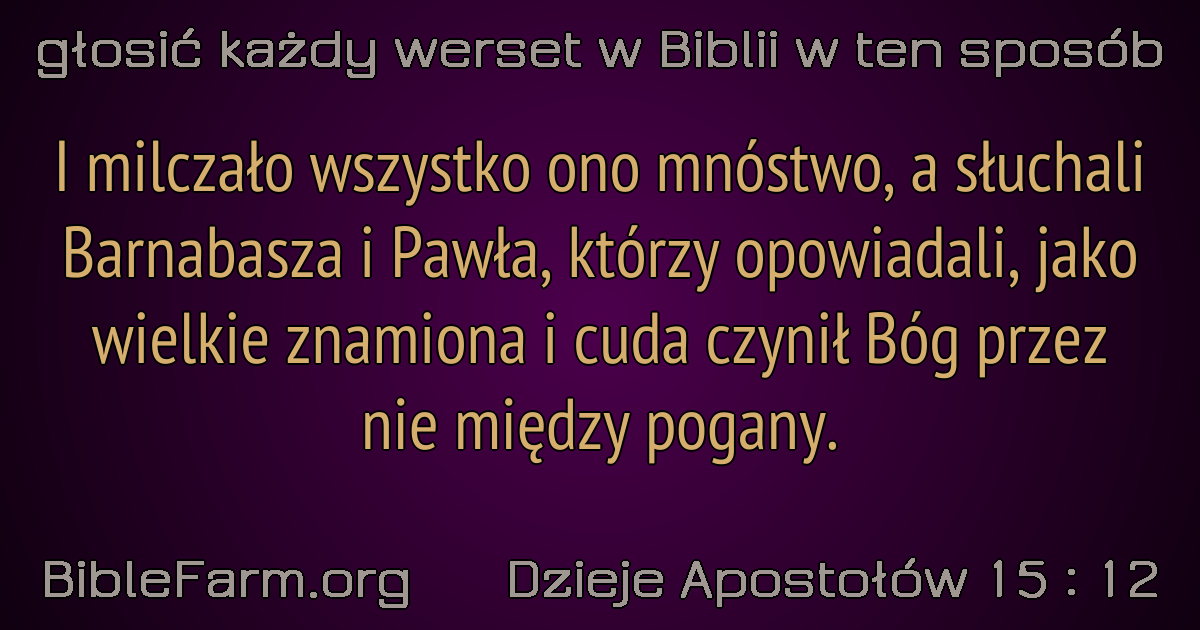 głosić każdy werset w Biblii w ten sposób
I milczało wszystko ono mnóstwo, a słuchali
Barnabasza i Pawła, którzy opowiadali, jako
wielkie znamiona i cuda czynił Bóg przez
nie między pogany.
BibleFarm.org
Dzieje Apostołów 15 : 12